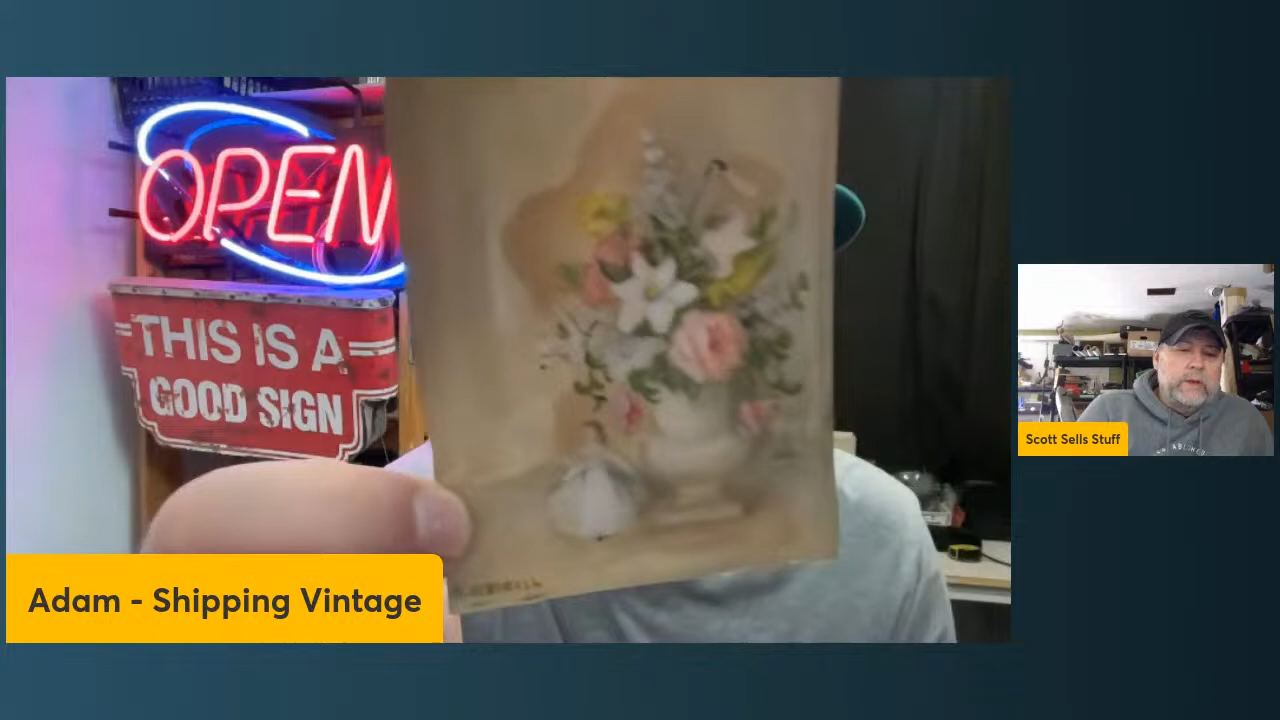 OPEN
THIS IS A
GOOD SIGN
Adam - Shipping Vintage
Scott Sells Stuff